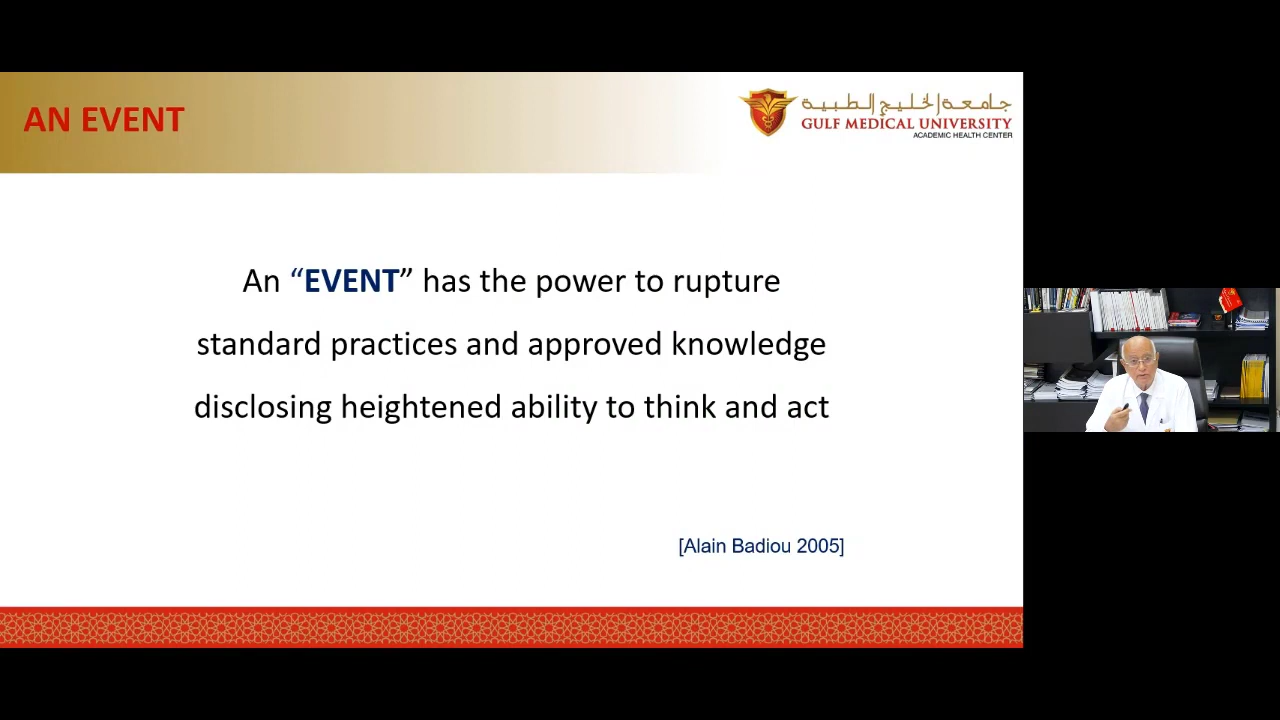 AN EVENT
جامعة الخليج الطبية
GULF MEDICAL UNIVERSITY
ACADEMIC HEALTH CENTER
An “EVENT” has the power to rupture
standard practices and approved knowledge
disclosing heightened ability to think and act
[Alain Badiou 2005]